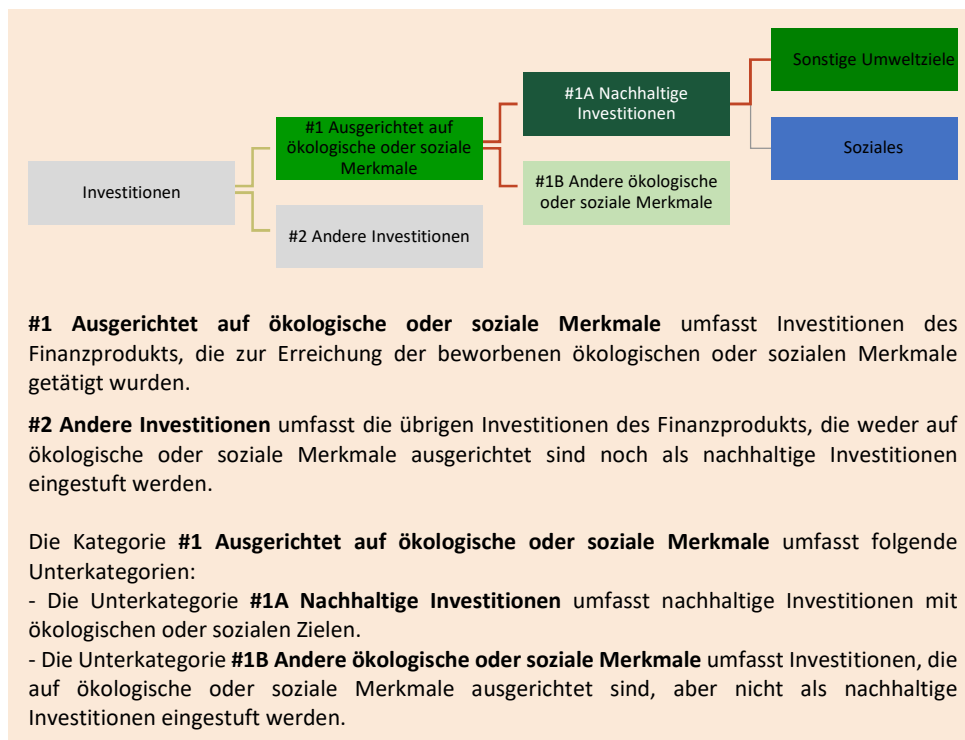 Sonstige Umweltziele
#1A Nachhaltige
Investitionen
#1 Ausgerichtet auf
ökologische oder soziale
Merkmale
Soziales
Investitionen
#1B Andere ökologische
oder soziale Merkmale
#2 Andere Investitionen
#1 Ausgerichtet auf ökologische oder soziale Merkmale umfasst Investitionen des
Finanzprodukts, die zur Erreichung der beworbenen ökologischen oder sozialen Merkmale
getätigt wurden.
#2 Andere Investitionen umfasst die übrigen Investitionen des Finanzprodukts, die weder auf
ökologische oder soziale Merkmale ausgerichtet sind noch als nachhaltige Investitionen
eingestuft werden.
Die Kategorie #1 Ausgerichtet auf ökologische oder soziale Merkmale umfasst folgende
Unterkategorien:
- Die Unterkategorie #1A Nachhaltige Investitionen umfasst nachhaltige Investitionen mit
ökologischen oder sozialen Zielen.
- Die Unterkategorie #1B Andere ökologische oder soziale Merkmale umfasst Investitionen, die
auf ökologische oder soziale Merkmale ausgerichtet sind, aber nicht als nachhaltige
Investitionen eingestuft werden.